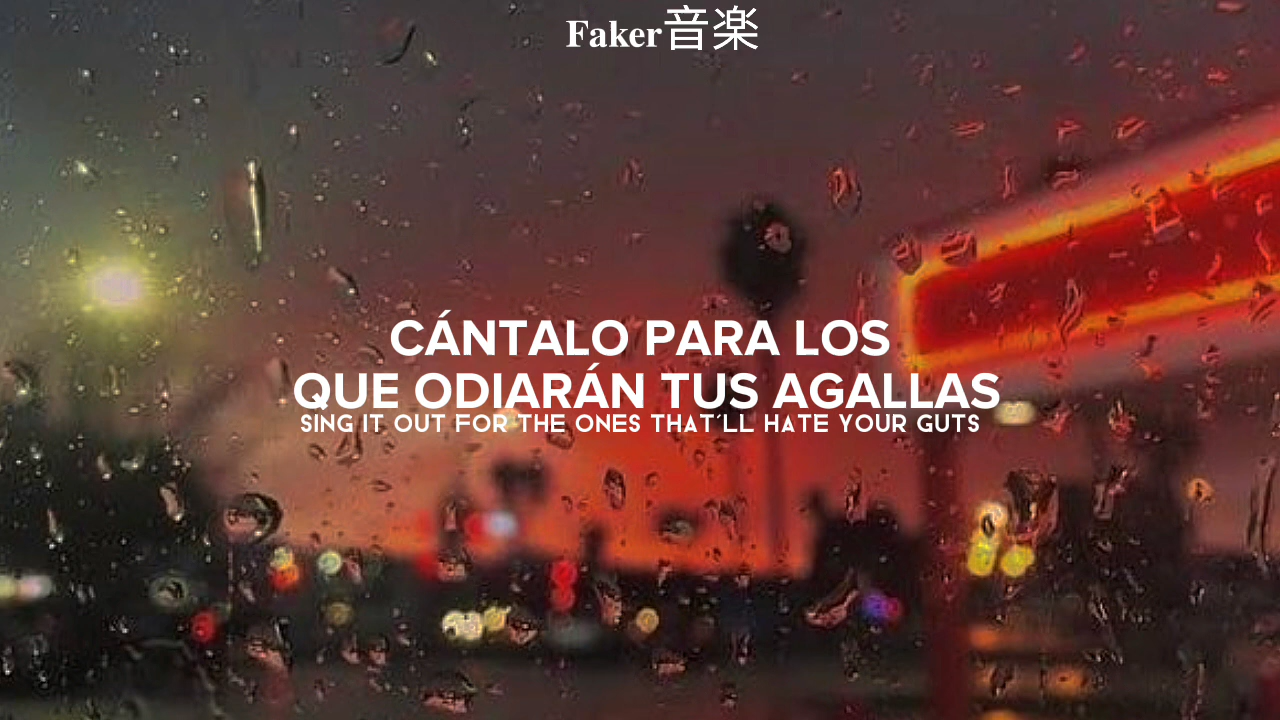 Faker音楽
CÁNTALO PARA LOS
QUE ODIARÁN TUS AGALLAS
SING IT OUT FOR THE ONES THAT´LL HATE YOUR GUTS